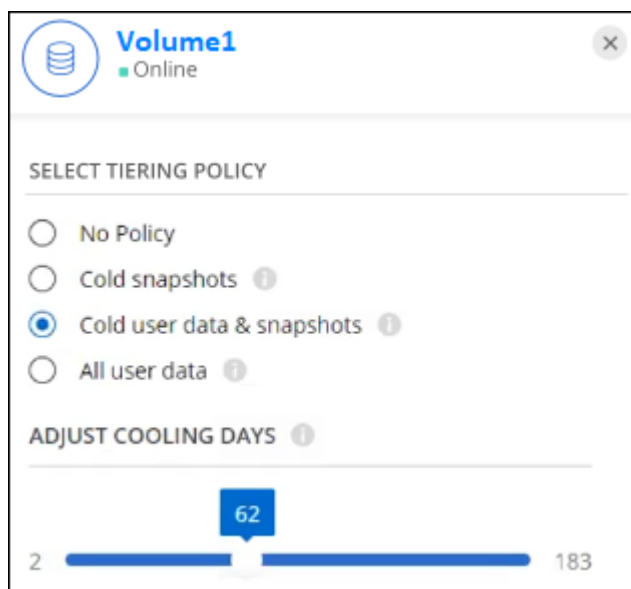 Volume1
Online
SELECT TIERING POLICY
No Policy
Cold snapshots
Cold user data & snapshots
All user data
ADJUST COOLING DAYS
62
2 183